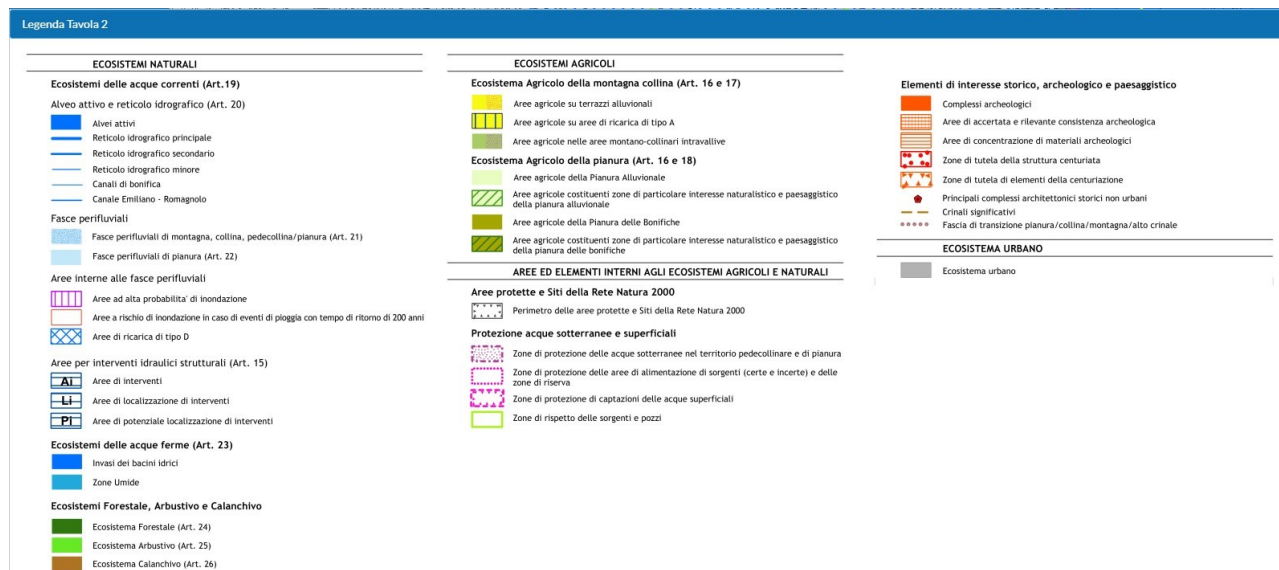 Legenda Tavola 2
ECOSISTEMI NATURALI
Ecosistemi delle acque correnti (Art.19)
Alveo attivo e reticolo idrografico (Art. 20)
Alvei attivi
Reticolo idrografico principale
Reticolo idrografico secondario
Reticolo idrografico minore
Canali di bonifica
Canale Emiliano - Romagnolo
Fasce perifluviali
Fasce perifluviali di montagna, collina, pedecollina/pianura (Art. 21)
Fasce perifluviali di pianura (Art. 22)
Aree interne alle fasce perifluviali
Aree ad alta probabilita' di inondazione
Aree a rischio di inondazione in caso di eventi di pioggia con tempo di ritorno di 200 anni
Aree di ricarica di tipo D
Aree per interventi idraulici strutturali (Art. 15)
Ai Aree di interventi
Li Aree di localizzazione di interventi
Pi Aree di potenziale localizzazione di interventi
Ecosistemi delle acque ferme (Art. 23)
Invasi dei bacini idrici
Zone Umide
Ecosistemi Forestale, Arbustivo e Calanchivo
Ecosistema Forestale (Art. 24)
Ecosistema Arbustivo (Art. 25)
Ecosistema Calanchivo (Art. 26)
ECOSISTEMI AGRICOLI
Ecosistema Agricolo della montagna collina (Art. 16 e 17)
Aree agricole su terrazzi alluvionali
Aree agricole su aree di ricarica di tipo A
Aree agricole nelle aree montano-collinari intravallive
Ecosistema Agricolo della pianura (Art. 16 e 18)
Aree agricole della Pianura Alluvionale
Aree agricole costituenti zone di particolare interesse naturalistico e paesaggistico
della pianura alluvionale
Aree agricole della Pianura delle Bonifiche
Aree agricole costituenti zone di particolare interesse naturalistico e paesaggistico
della pianura delle bonifiche
AREE ED ELEMENTI INTERNI AGLI ECOSISTEMI AGRICOLI E NATURALI
Aree protette e Siti della Rete Natura 2000
Perimetro delle aree protette e Siti della Rete Natura 2000
Protezione acque sotterranee e superficiali
Zone di protezione delle acque sotterranee nel territorio pedecollinare e di pianura
Zone di protezione delle aree di alimentazione di sorgenti (certe e incerte) e delle
zone di riserva
Zone di protezione di captazioni delle acque superficiali
Zone di rispetto delle sorgenti e pozzi
Elementi di interesse storico, archeologico e paesaggistico
Complessi archeologici
Aree di accertata e rilevante consistenza archeologica
Aree di concentrazione di materiali archeologici
Zone di tutela della struttura centuriata
Zone di tutela di elementi della centuriazione
Principali complessi architettonici storici non urbani
Crinali significativi
Fascia di transizione pianura/collina/montagna/alto crinale
ECOSISTEMA URBANO
Ecosistema urbano